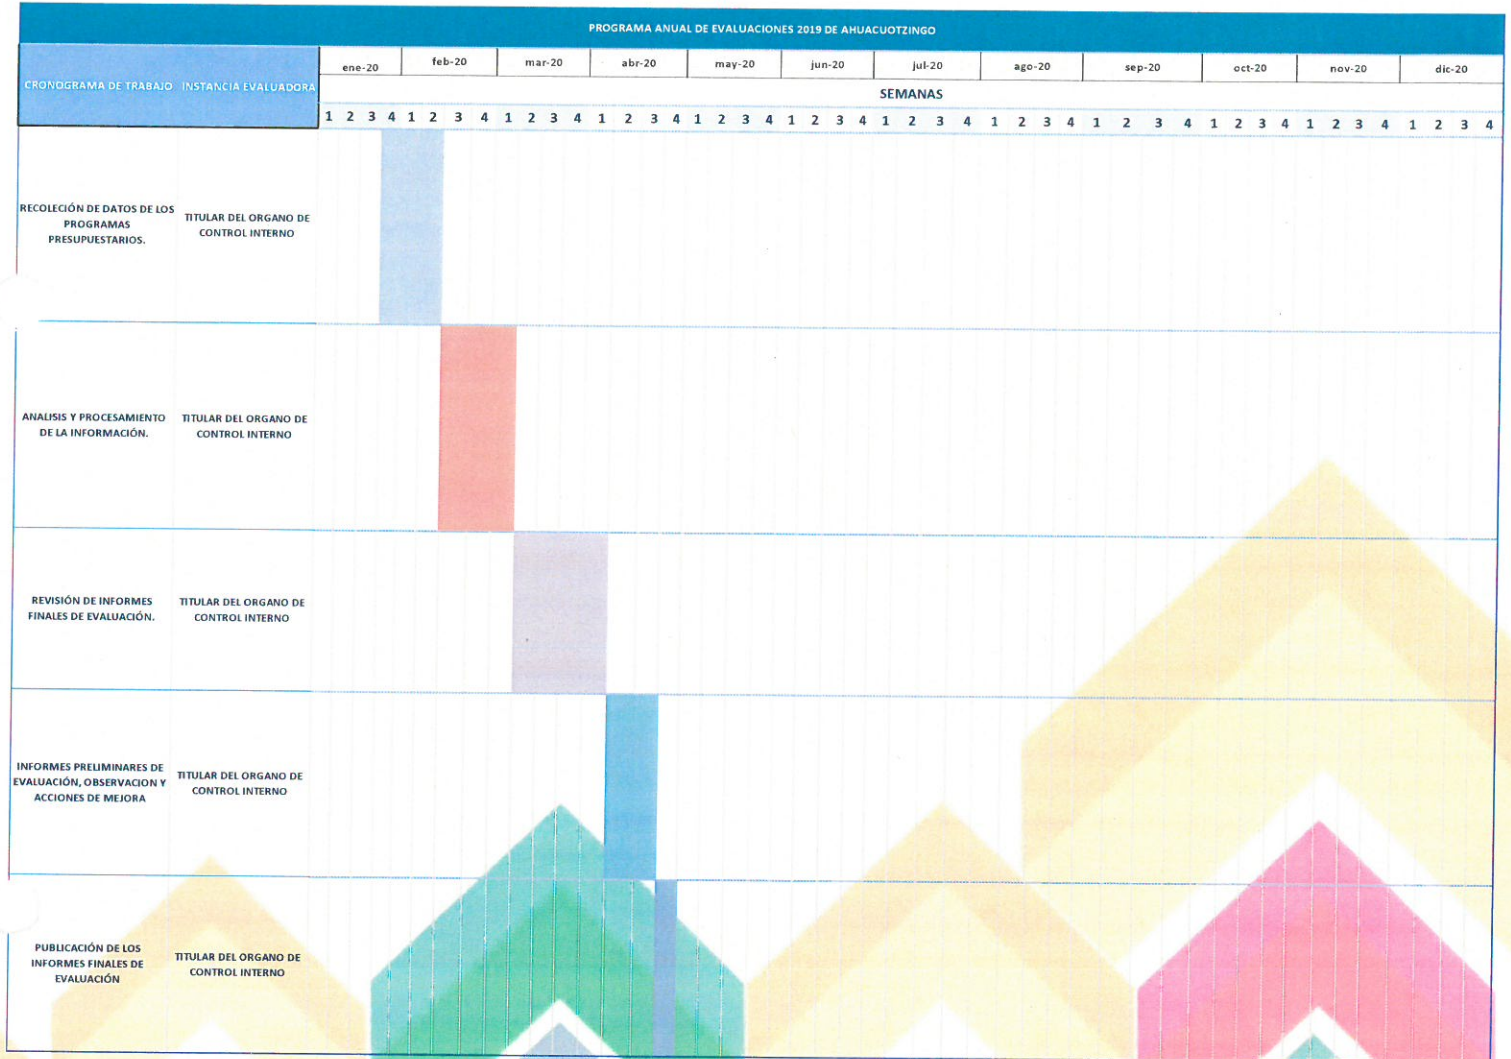 PROGRAMA ANUAL DE EVALUACIONES 2019 DE AHUACUOTZINGO
CRONOGRAMA DE TRABAJO INSTANCIA EVALUADORA
ene-20 feb-20 mar-20 abr-20 may-20 jun-20 jul-20 ago-20 sep-20 oct-20 nov-20 dic-20
SEMANAS
1 2 3 4 1 2 3 4 1 2 3 4 1 2 3 4 1 2 3 4 1 2 3 4 1 2 3 4 1 2 3 4 1 2 3 4 1 2 3 4 1 2 3 4 1 2 3 4
RECOLECIÓN DE DATOS DE LOS
PROGRAMAS
PRESUPUESTARIOS.
TITULAR DEL ORGANO DE
CONTROL INTERNO
ANALISIS Y PROCESAMIENTO
DE LA INFORMACIÓN.
TITULAR DEL ORGANO DE
CONTROL INTERNO
REVISIÓN DE INFORMES
FINALES DE EVALUACIÓN.
TITULAR DEL ORGANO DE
CONTROL INTERNO
INFORMES PRELIMINARES DE
EVALUACIÓN, OBSERVACION Y
ACCIONES DE MEJORA
TITULAR DEL ORGANO DE
CONTROL INTERNO
PUBLICACIÓN DE LOS
INFORMES FINALES DE
EVALUACIÓN
TITULAR DEL ORGANO DE
CONTROL INTERNO